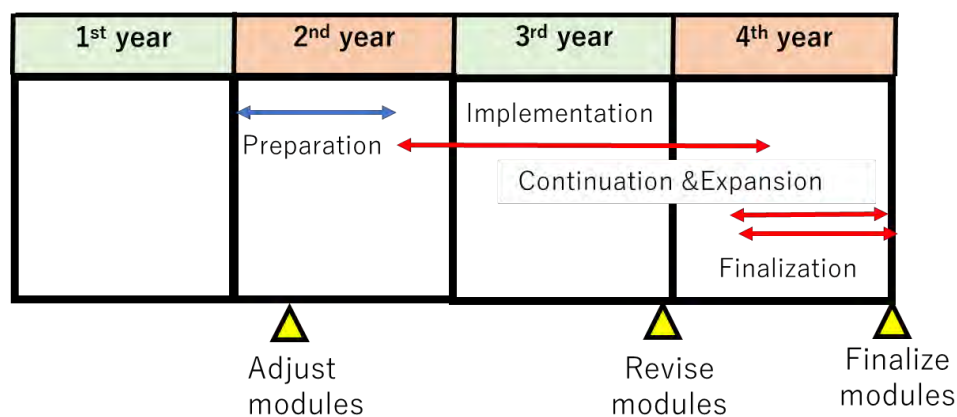 1st year
2nd year
3rd year
4th year
Implementation
Preparation
Continuation &Expansion
Finalization
Adjust
modules
Revise
modules
Finalize
modules